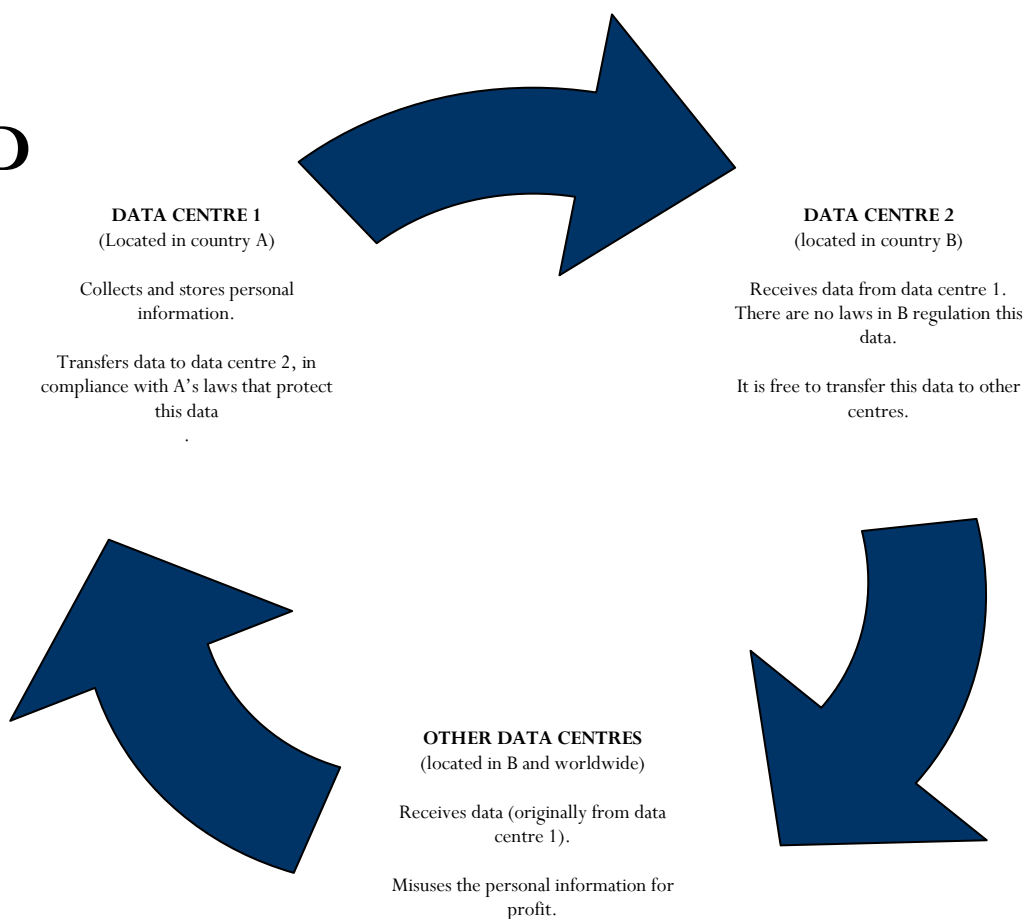 D
DATA CENTRE 1
(Located in country A)
Collects and stores personal
information.
Transfers data to data centre 2, in
compliance with A's laws that protect
this data
.
DATA CENTRE 2
(located in country B)
Receives data from data centre 1.
There are no laws in B regulation this
data.
It is free to transfer this data to other
centres.
OTHER DATA CENTRES
(located in B and worldwide)
Receives data (originally from data
centre 1).
Misuses the personal information for
profit.